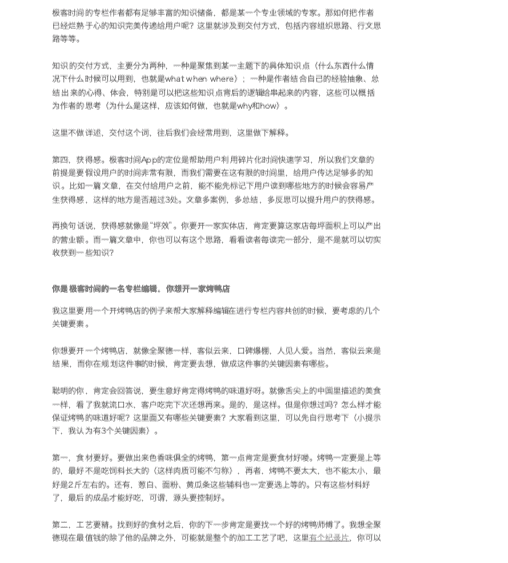 极客时间的专栏作者都有足够丰富的知识储备，都是某一个专业领域的专家。那如何把作者
已经烂熟于心的知识完美传递给用户呢？这里就涉及到交付方式，包括内容组织思路、行文思
路等等。
知识的交付方式，主要分为两种，一种是聚焦到某一主题下的具体知识点（什么东西什么情
况下什么时候可以用到，也就是what when where）；一种是作者结合自己的经验抽象、总
结出来的心得、体会，特别是可以把这些知识点背后的逻辑给串起来的内容，这些可以概括
为作者的思考（为什么是这样，应该如何做，也就是why和how）。
这里不做详述，交付这个词，往后我们会经常用到，这里做下解释。
第四，获得感。极客时间App的定位是帮助用户利用碎片化时间快速学习，所以我们文章的
前提是要假设用户的时间非常有限，而我们需要在这有限的时间里，给用户传达足够多的知
识。比如一篇文章，在交付给用户之前，能不能先标记下用户读到哪些地方的时候会容易产
生获得感，这样的地方是否超过3处。文章多案例，多总结，多反思可以提升用户的获得感。
再换句话说，获得感就像是“坪效”。你要开一家实体店，肯定要算这家店每坪面积上可以产出
的营业额。而一篇文章中，你也可以有这个思路，看看读者每读完一部分，是不是就可以切实
收获到一些知识？
你是极客时间的一名专栏编辑，你想开一家烤鸭店
我这里要用一个开烤鸭店的例子来帮大家解释编辑在进行专栏内容共创的时候，要考虑的几个
关键要素。
你想要开一个烤鸭店，就像全聚德一样，客似云来，口碑爆棚，人见人爱。当然，客似云来是
结果，而你在规划这件事的时候，肯定要去想，做成这件事的关键因素有哪些。
聪明的你，肯定会回答说，要生意好肯定得烤鸭的味道好呀。就像舌尖上的中国里描述的美食
一样，看了我就流口水，客户吃完下次还想再来。是的，是这样。但是你想过吗？怎么样才能
保证烤鸭的味道好呢？这里面又有哪些关键要素？大家看到这里，可以先自行思考下（小提示
下，我认为有3个关键因素）。
第一，食材要好。要做出来色香味俱全的烤鸭，第一点肯定是要食材好喽。烤鸭一定要是上等
的，最好不是吃饲料长大的（这样肉质可能不匀称），再者，烤鸭不要太大，也不能太小，最
好是2斤左右的。还有，葱白、面粉、黄瓜条这些辅料也一定要选上等的。只有这些材料好
了，最后的成品才能好吃，可谓，源头要控制好。
第二，工艺要精。找到好的食材之后，你的下一步肯定是要找一个好的烤鸭师傅了。我想全聚
德现在最值钱的除了他的品牌之外，可能就是整个的加工工艺了吧，这里有个纪录片，你可以